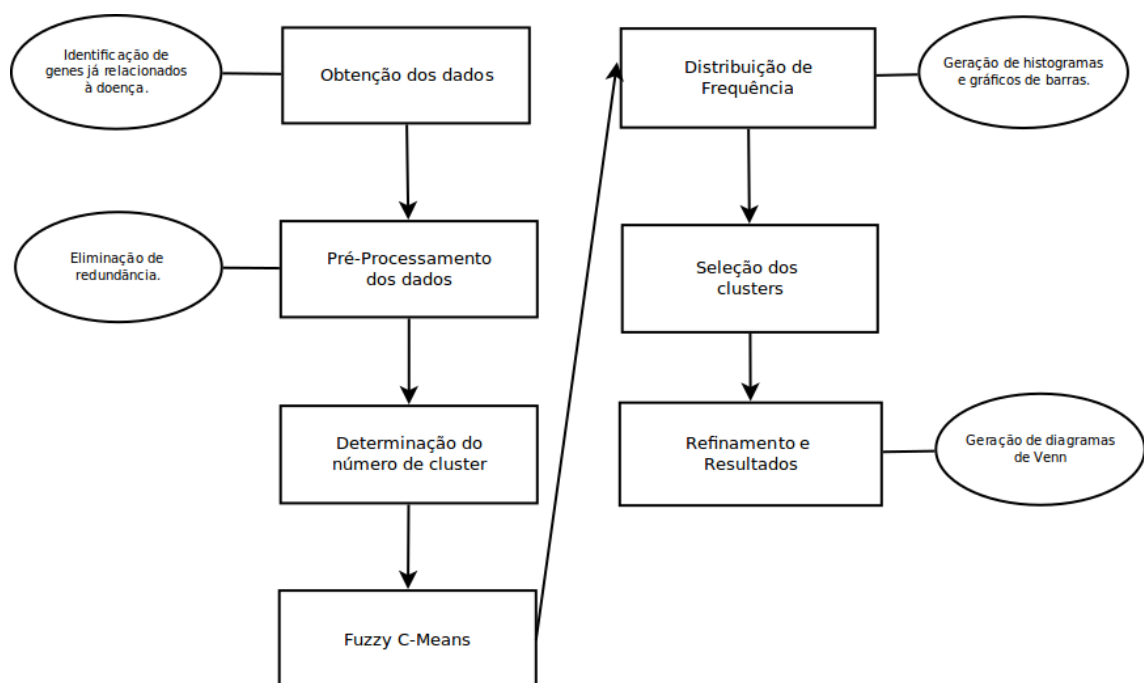 Identificação de
genes já relacionados
à doença.
Obtenção dos dados
Eliminação de
redundância.
Pré-Processamento
dos dados
Determinação do
número de cluster
Fuzzy C-Means
Distribuição de
Frequência
Geração de histogramas
e gráficos de barras.
Seleção dos
clusters
Refinamento e
Resultados
Geração de diagramas
de Venn